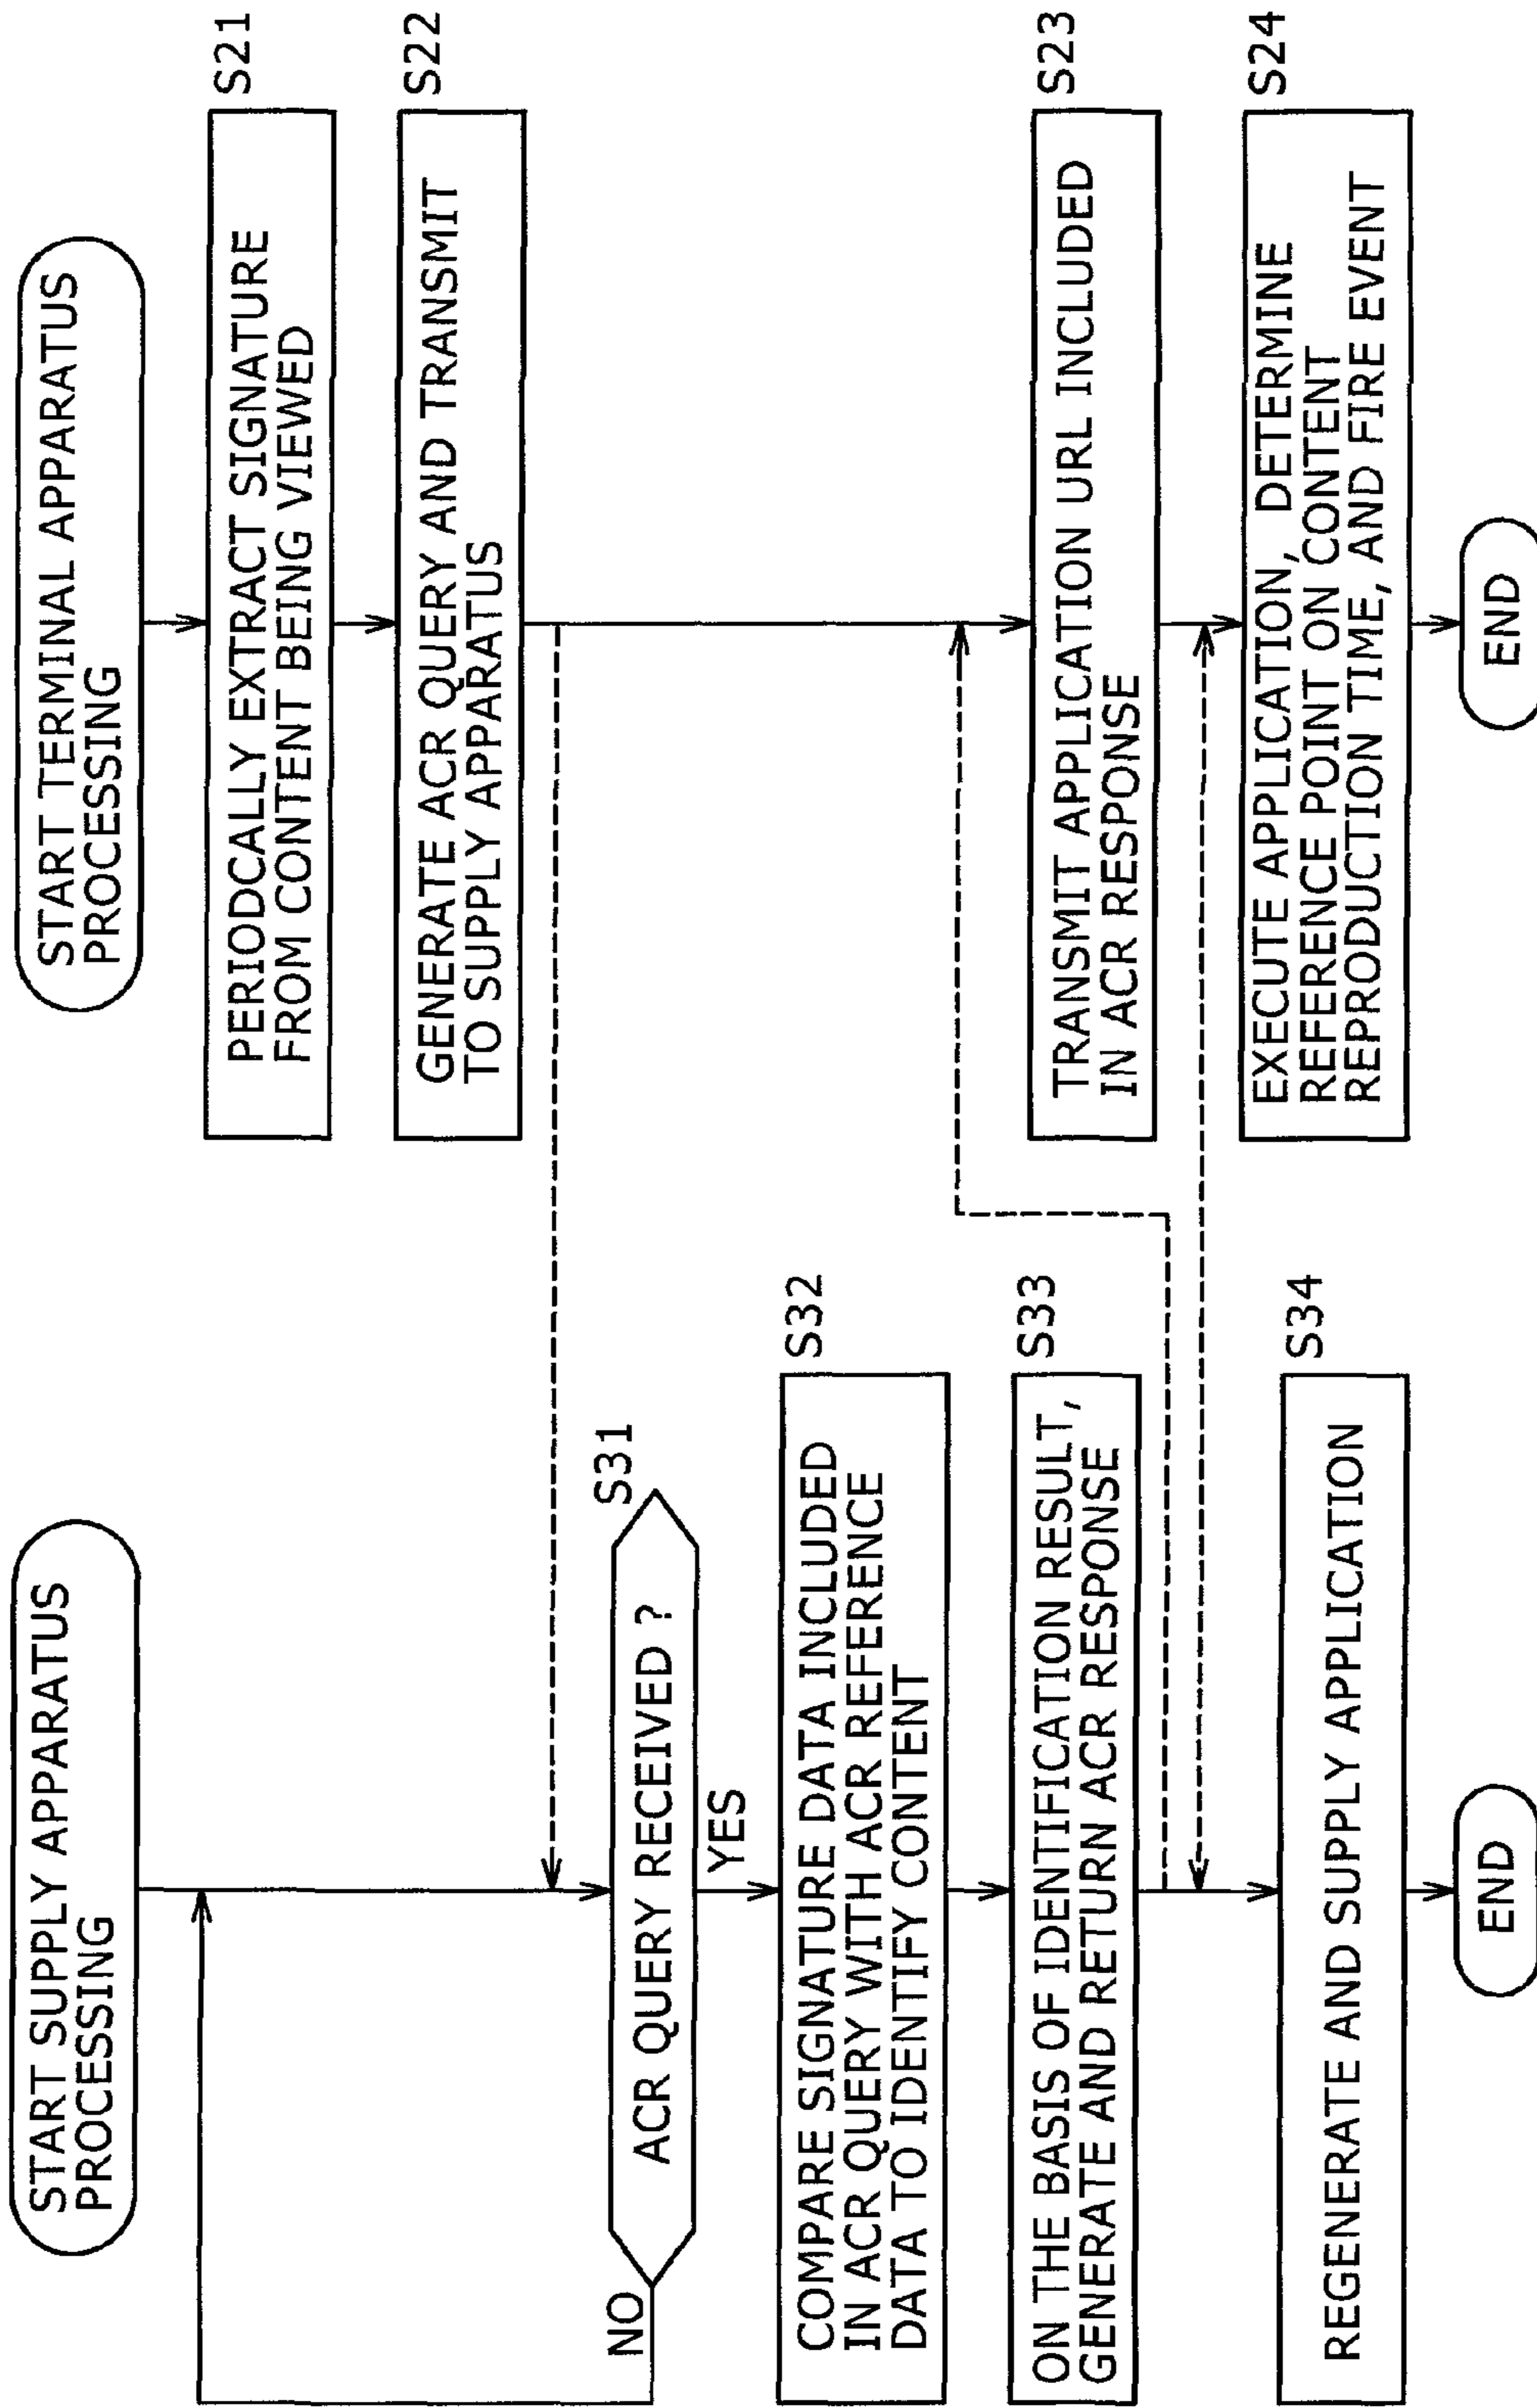 START SUPPLY APPARATUS
PROCESSING
ACR QUERY RECEIVED ?
S31
NO
YES
S32
COMPARE SIGNATURE DATA INCLUDED
IN ACR QUERY WITH ACR REFERENCE
DATA TO IDENTIFY CONTENT
S33
ON THE BASIS OF IDENTIFICATION RESULT,
GENERATE AND RETURN ACR RESPONSE
S34
REGENERATE AND SUPPLY APPLICATION
END
START TERMINAL APPARATUS
PROCESSING
S21
PERIODCALLY EXTRACT SIGNATURE
FROM CONTENT BEING VIEWED
S22
GENERATE ACR QUERY AND TRANSMIT
TO SUPPLY APPARATUS
S23
TRANSMIT APPLICATION URL INCLUDED
IN ACR RESPONSE
S24
EXECUTE APPLICATION, DETERMINE
REFERENCE POINT ON CONTENT
REPRODUCTION TIME, AND FIRE EVENT
END